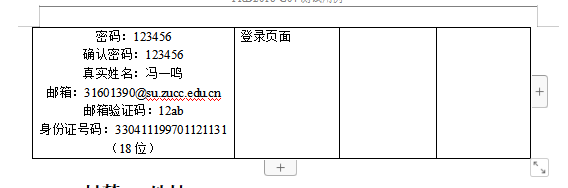 密码：123456
确认密码：123456
真实姓名：冯一鸣
邮箱：31601390@su.zucc.edu.cn
邮箱验证码：12ab
身份证号码：330411199701121131
（18 位）
登录页面